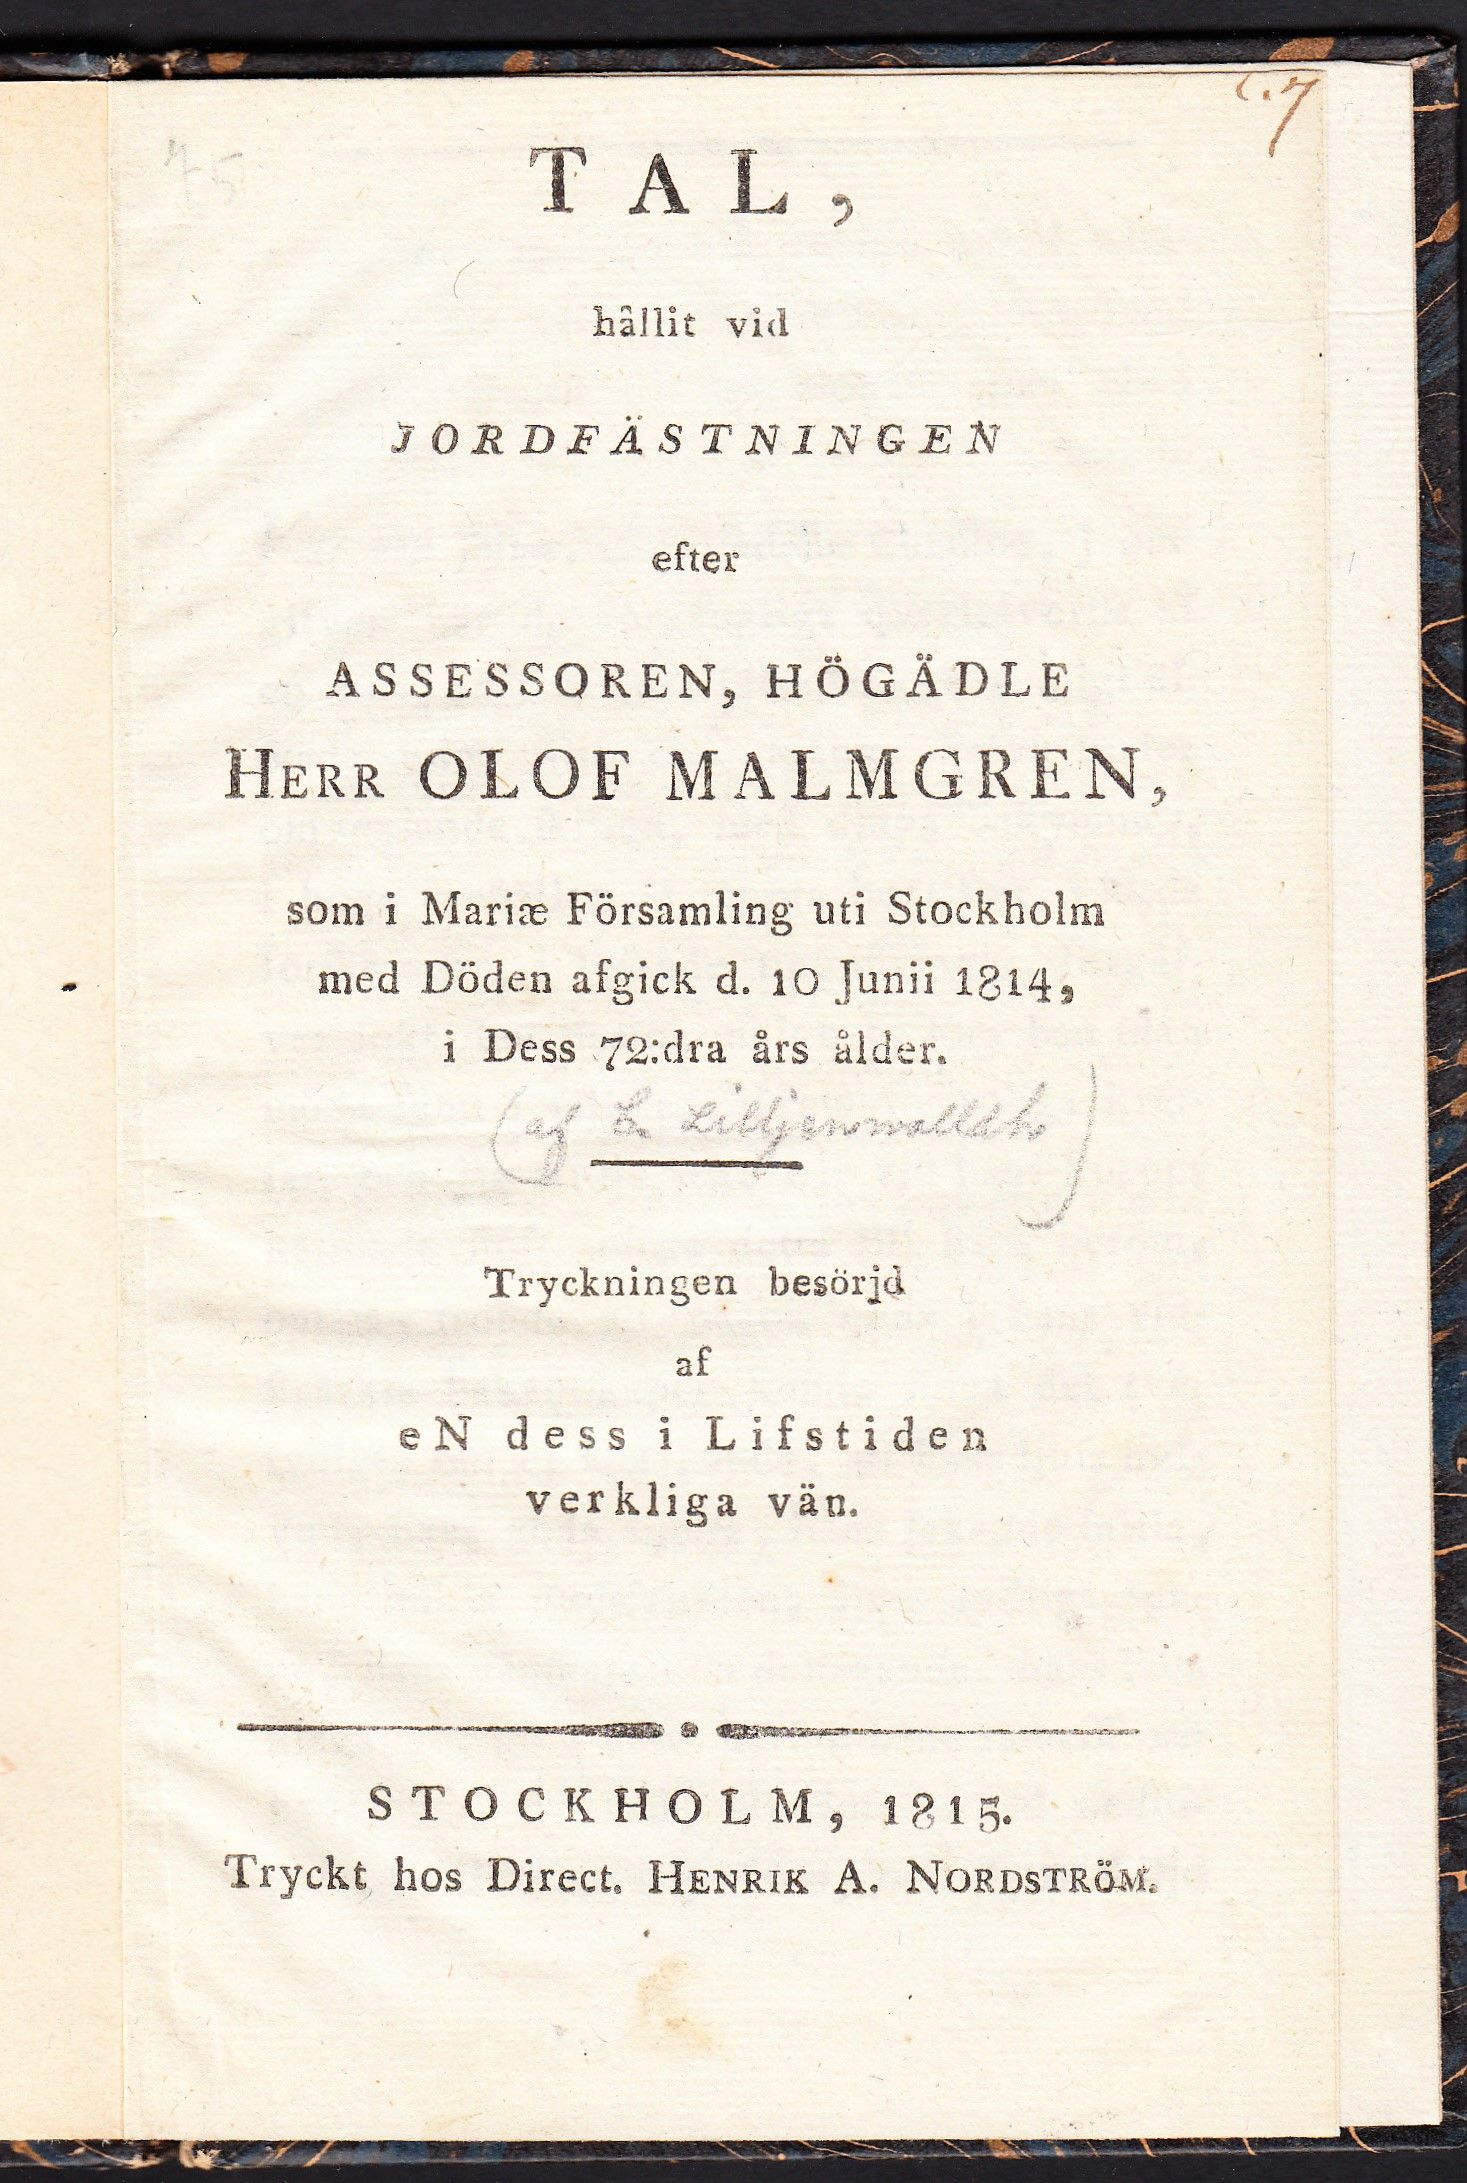 TAL,
hållit vid
JORDFÄSTNINGEN
efter
ASSESSOREN, HÖGÄDLE
HERR OLOF MALMGREN,
som i Mariæ Församling uti Stockholm
med Döden afgick d. 10 Junii 1814,
i Dess 72:dra års ålder.
(af Lilljenwalldh)
Tryckningen besörjd
af
eN dess i Lifstiden
verkliga vän.
STOCKHOLM, 1815.
Tryckt hos Direct. HENRIK A. NORDSTRÖM.